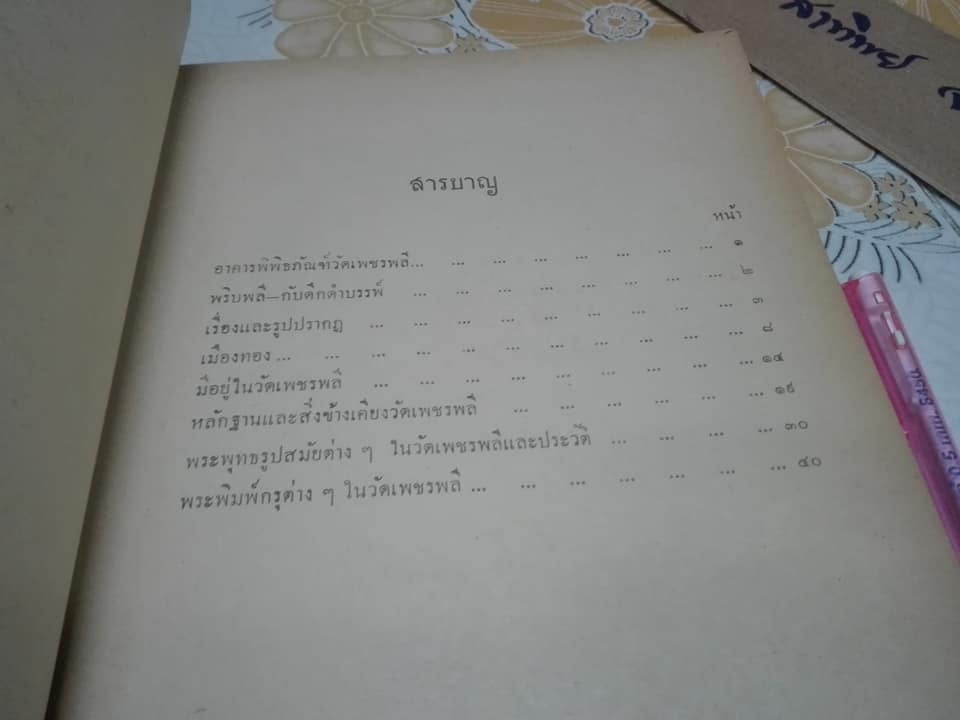 สารบาญ
หน้า
อาคารพิพิธภัณฑ์วัดเพชรพลี... ... ... ... ... ... ... ... ๑
พริบพลี—กับดึกดำบรรพ์ ... ... ... ... ... ... ... ... ๒
เรื่องและรูปปรากฏ ... ... ... ... ... ... ... ... ... ๓
เมืองทอง ... ... ... ... ... ... ... ... ... ... ... ๘
มีอยู่ในวัดเพชรพลี ... ... ... ... ... ... ... ... ... ๑๔
หลักฐานและสิ่งข้างเคียงวัดเพชรพลี ... ... ... ... ... ... ๑๙
พระพุทธรูปสมัยต่าง ๆ ในวัดเพชรพลีและประวัติ ... ... ... ... ๓๐
พระพิมพ์กรุต่าง ๆ ในวัดเพชรพลี ... ... ... ... ... ... ... ๔๐
0.5 mm.